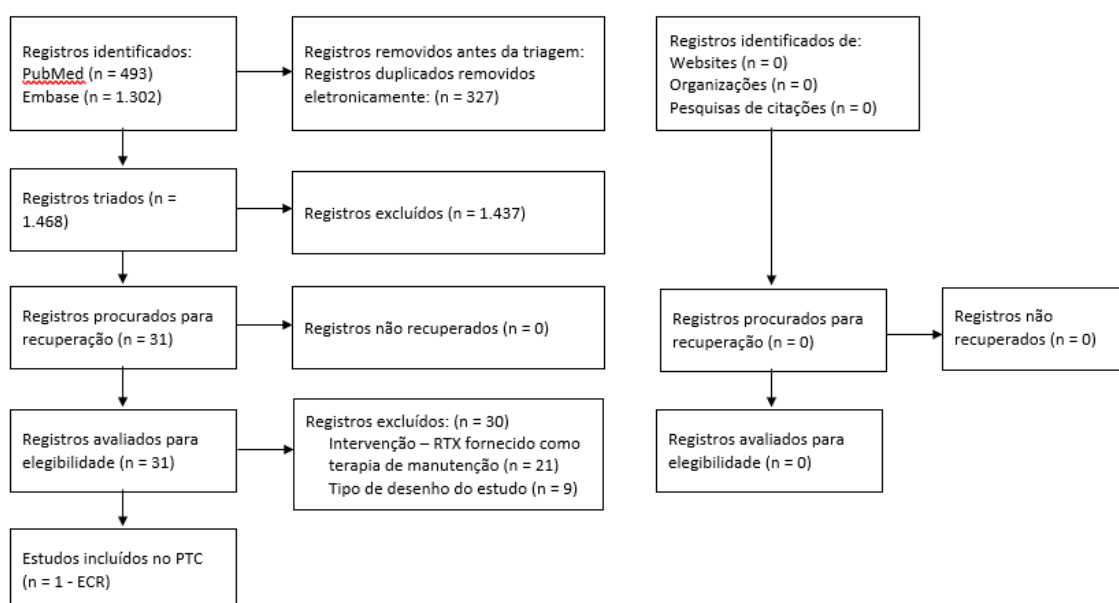 Registros identificados:
PubMed (n = 493)
Embase (n = 1.302)
Registros removidos antes da triagem:
Registros duplicados removidos
eletronicamente: (n = 327)
Registros identificados de:
Websites (n = 0)
Organizações (n = 0)
Pesquisas de citações (n = 0)
Registros triados (n =
1.468)
Registros excluídos (n = 1.437)
Registros procurados para
recuperação (n = 31)
Registros não recuperados (n = 0)
Registros procurados para
recuperação (n = 0)
Registros não
recuperados (n = 0)
Registros avaliados para
elegibilidade (n = 31)
Registros excluídos: (n = 30)
Intervenção – RTX fornecido como
terapia de manutenção (n = 21)
Tipo de desenho do estudo (n = 9)
Registros avaliados para
elegibilidade (n = 0)
Estudos incluídos no PTC
(n = 1 - ECR)